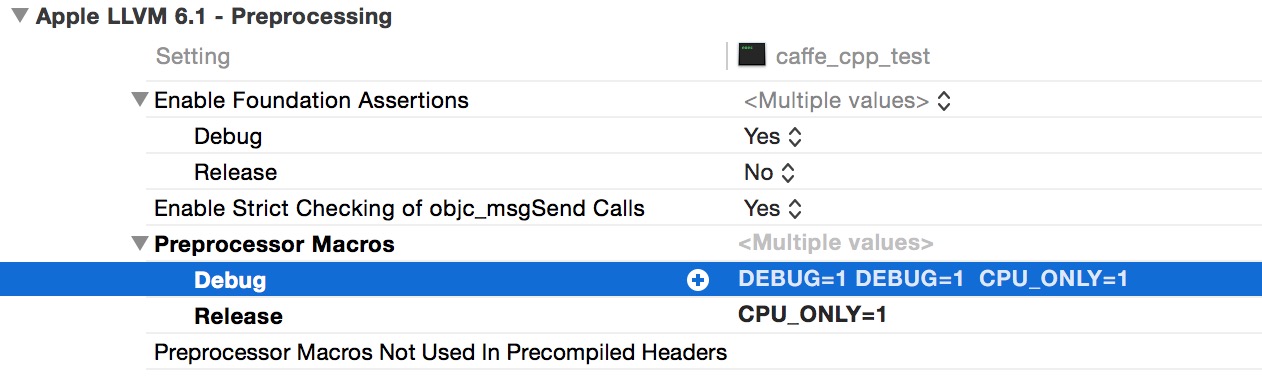 Apple LLVM 6.1 - Preprocessing
Setting caffe_cpp_test
Enable Foundation Assertions <Multiple values>
Debug Yes
Release No
Enable Strict Checking of objc_msgSend Calls Yes
Preprocessor Macros <Multiple values>
Debug DEBUG=1 DEBUG=1 CPU_ONLY=1
Release CPU_ONLY=1
Preprocessor Macros Not Used In Precompiled Headers